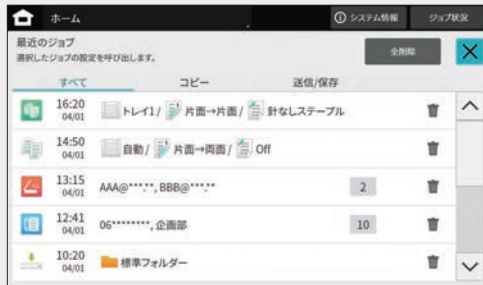 ホーム
システム情報
ジョブ状況
最近のジョブ
選択したジョブの設定を呼び出します。
全削除
すべて
コピー
送信/保存
16:20
04/01
トレイ1/ 片面→片面/ 針なしステープル
14:50
04/01
自動/ 片面→両面/ Off
13:15
04/01
AAA@***.**, BBB@***.**
2
12:41
04/01
06********, 企画部
10
10:20
04/01
標準フォルダー